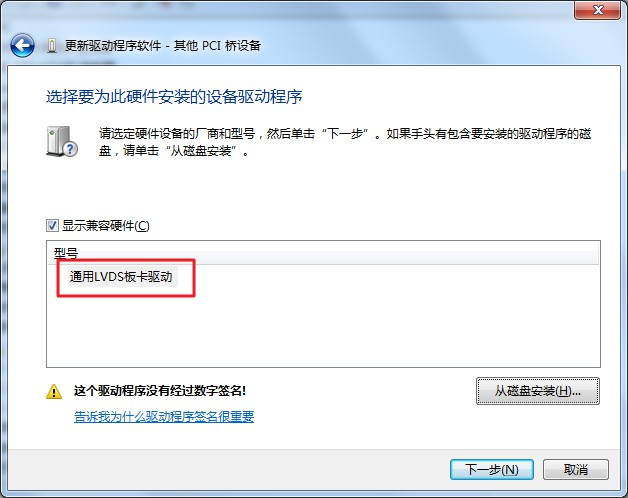 更新驱动程序软件 - 其他 PCI 桥设备
选择要为此硬件安装的设备驱动程序
请选定硬件设备的厂商和型号，然后单击“下一步”。如果手头有包含要安装的驱动程序的磁
盘，请单击“从磁盘安装”。
显示兼容硬件(C)
型号
通用LVDS板卡驱动
这个驱动程序没有经过数字签名!
从磁盘安装(H)...
告诉我为什么驱动程序签名很重要
下一步(N)
取消